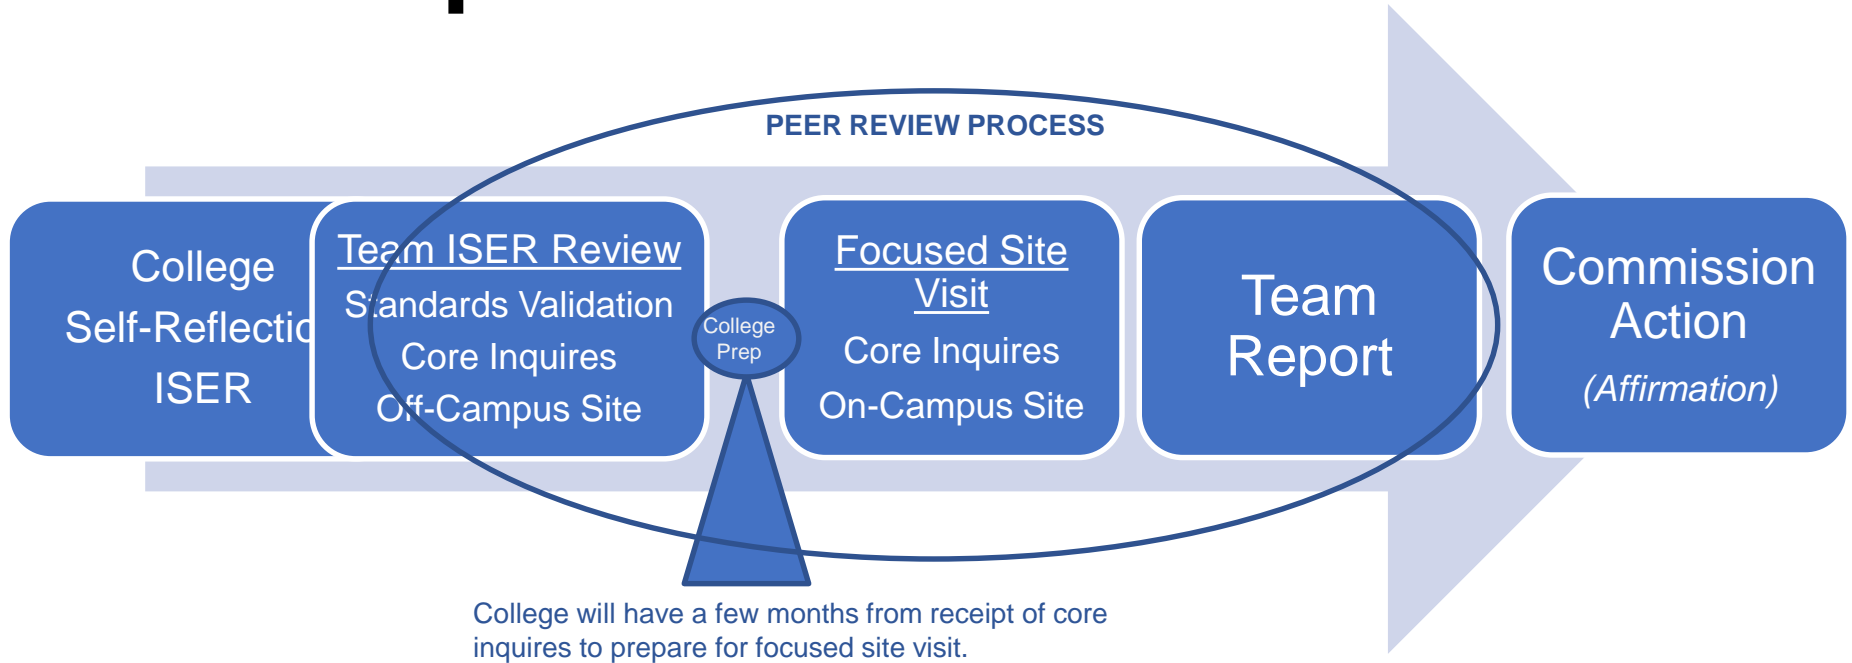 PEER REVIEW PROCESS
College
Self-Reflectio
ISER
Team ISER Review
Standards Validation
Core Inquires
Off-Campus Site
College
Prep
Focused Site
Visit
Core Inquires
On-Campus Site
Team
Report
Commission
Action
(Affirmation)
College will have a few months from receipt of core
inquires to prepare for focused site visit.